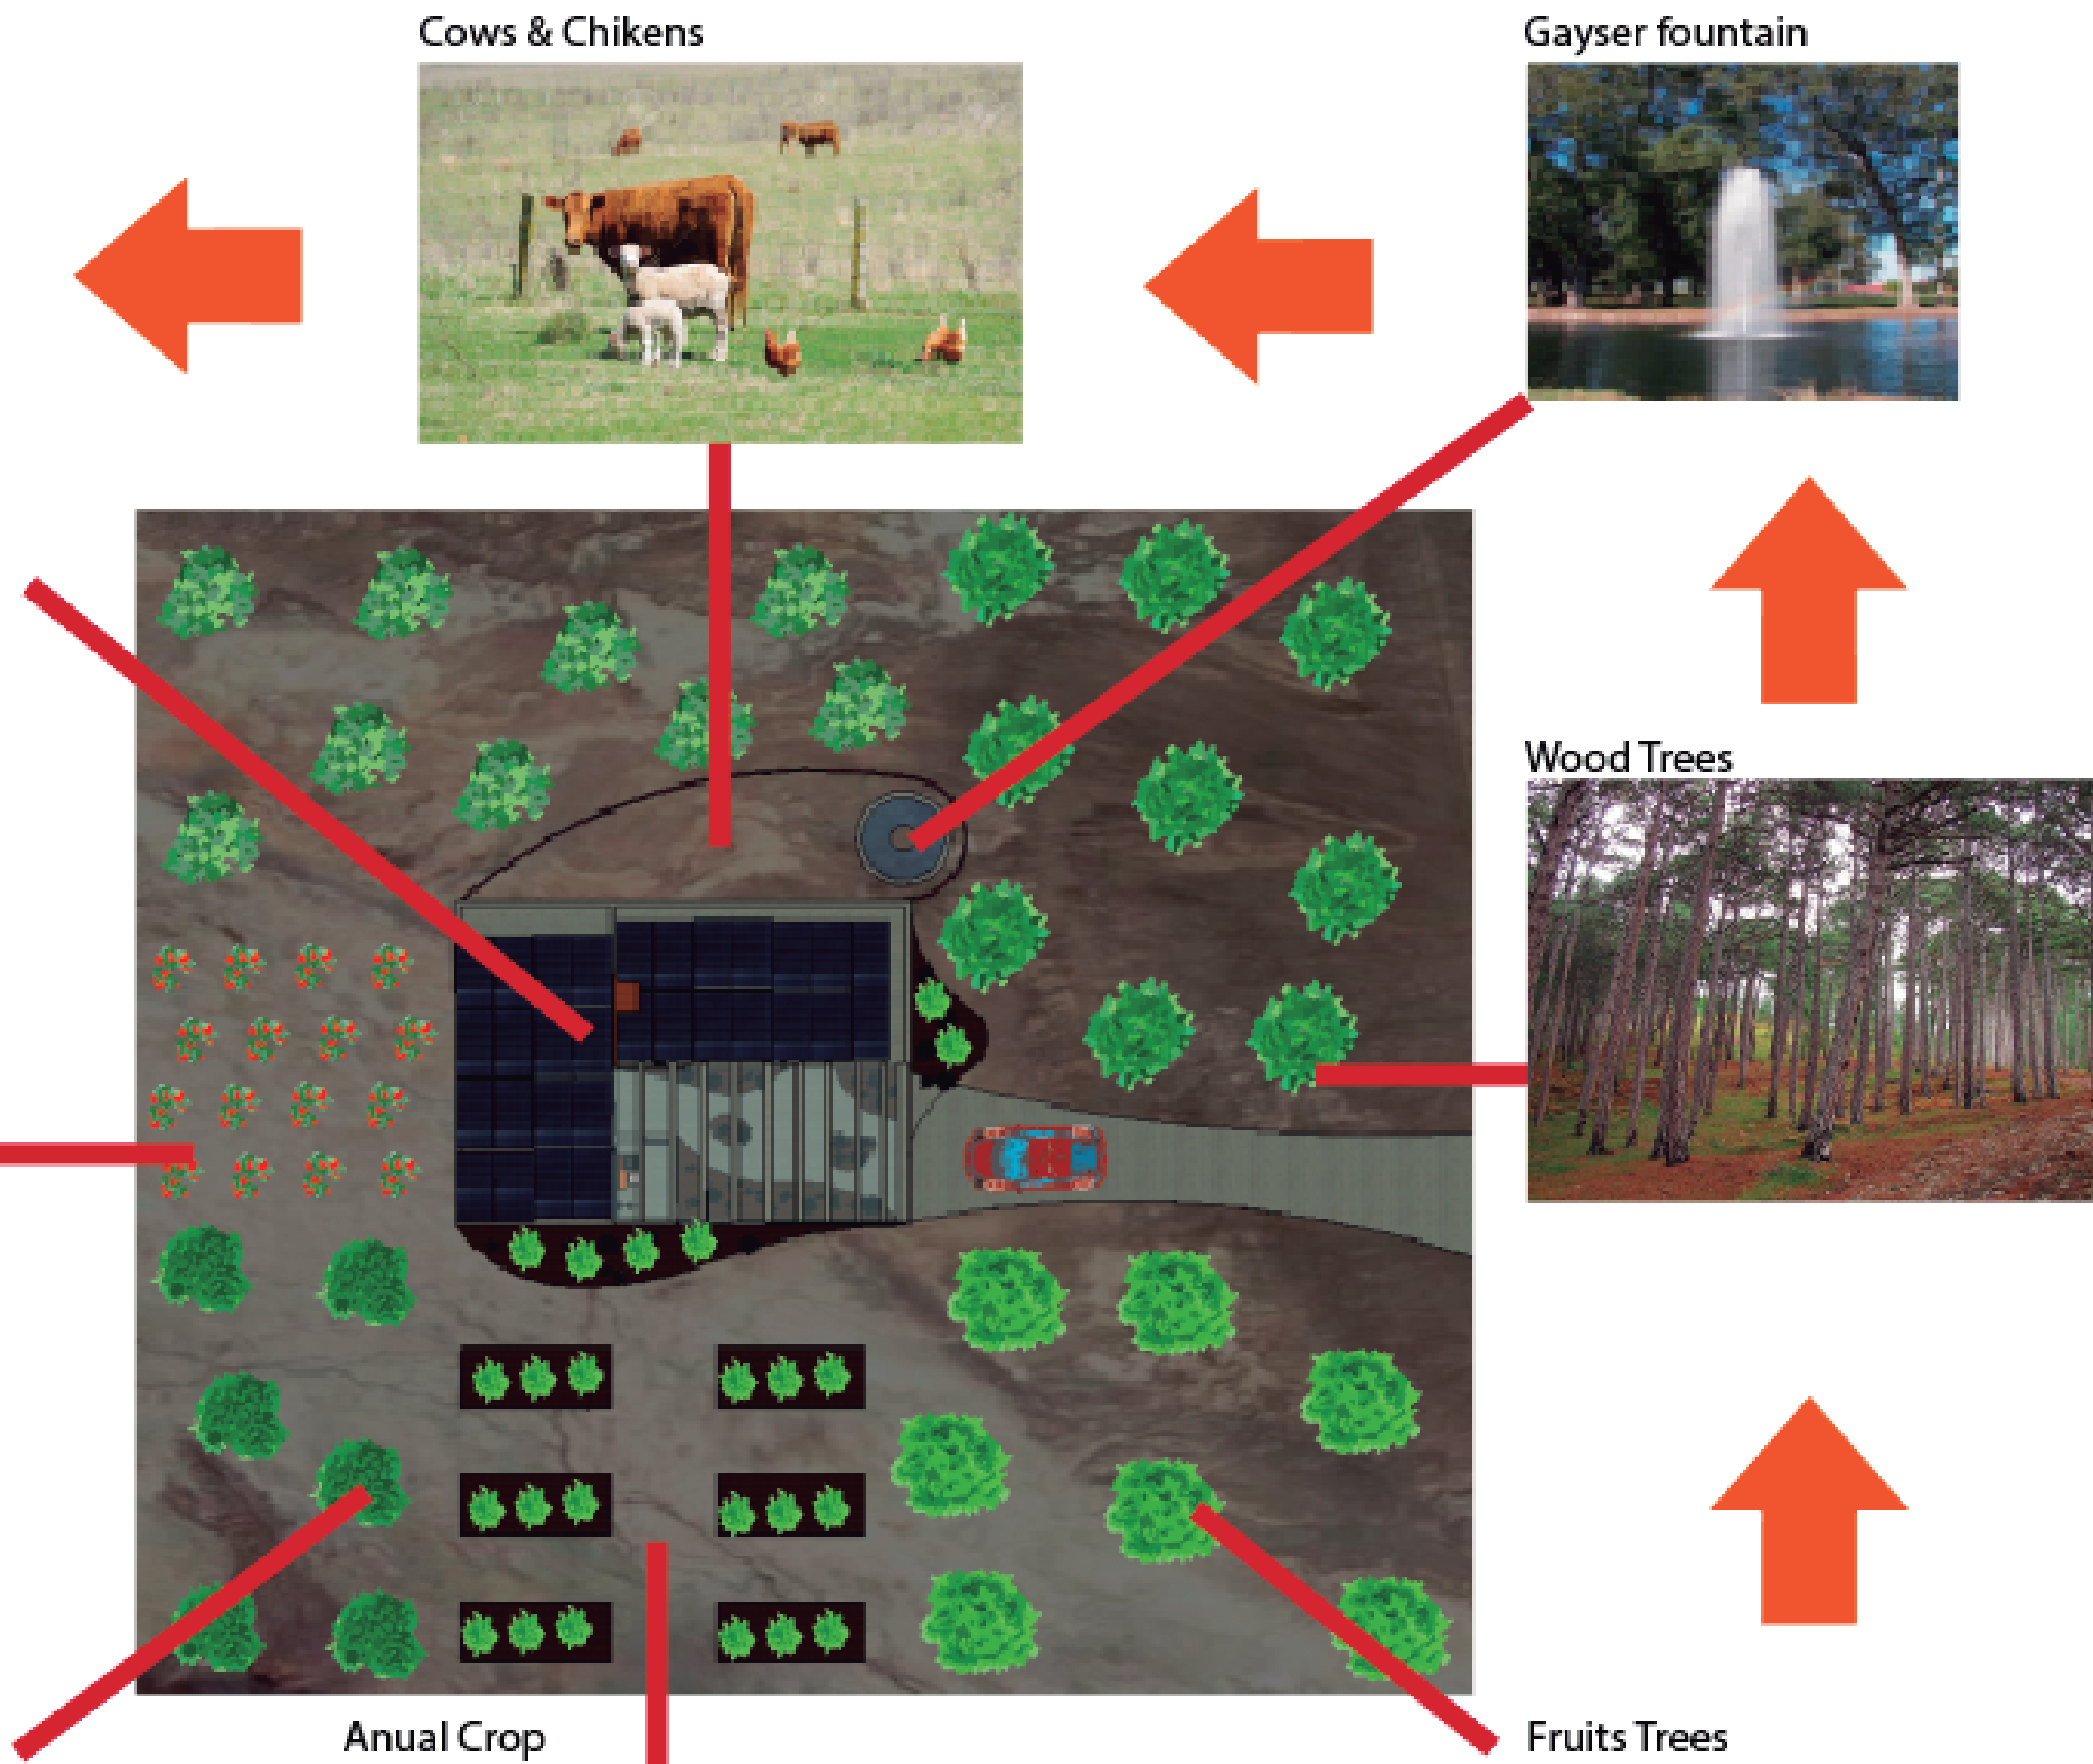 Cows & Chikens
Gayser fountain
Wood Trees
Anual Crop
Fruits Trees